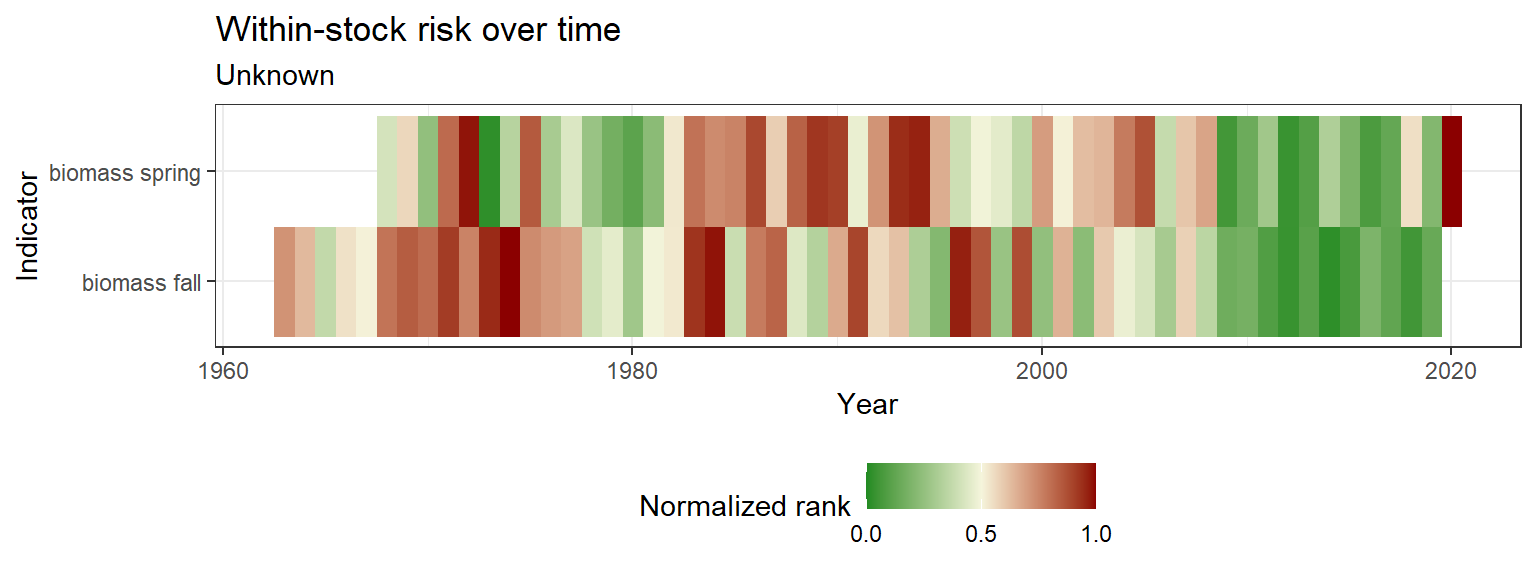 Within-stock risk over time
Unknown
Indicator
biomass spring
biomass fall
1960 1980 2000 2020
Year
Normalized rank
0.0 0.5 1.0